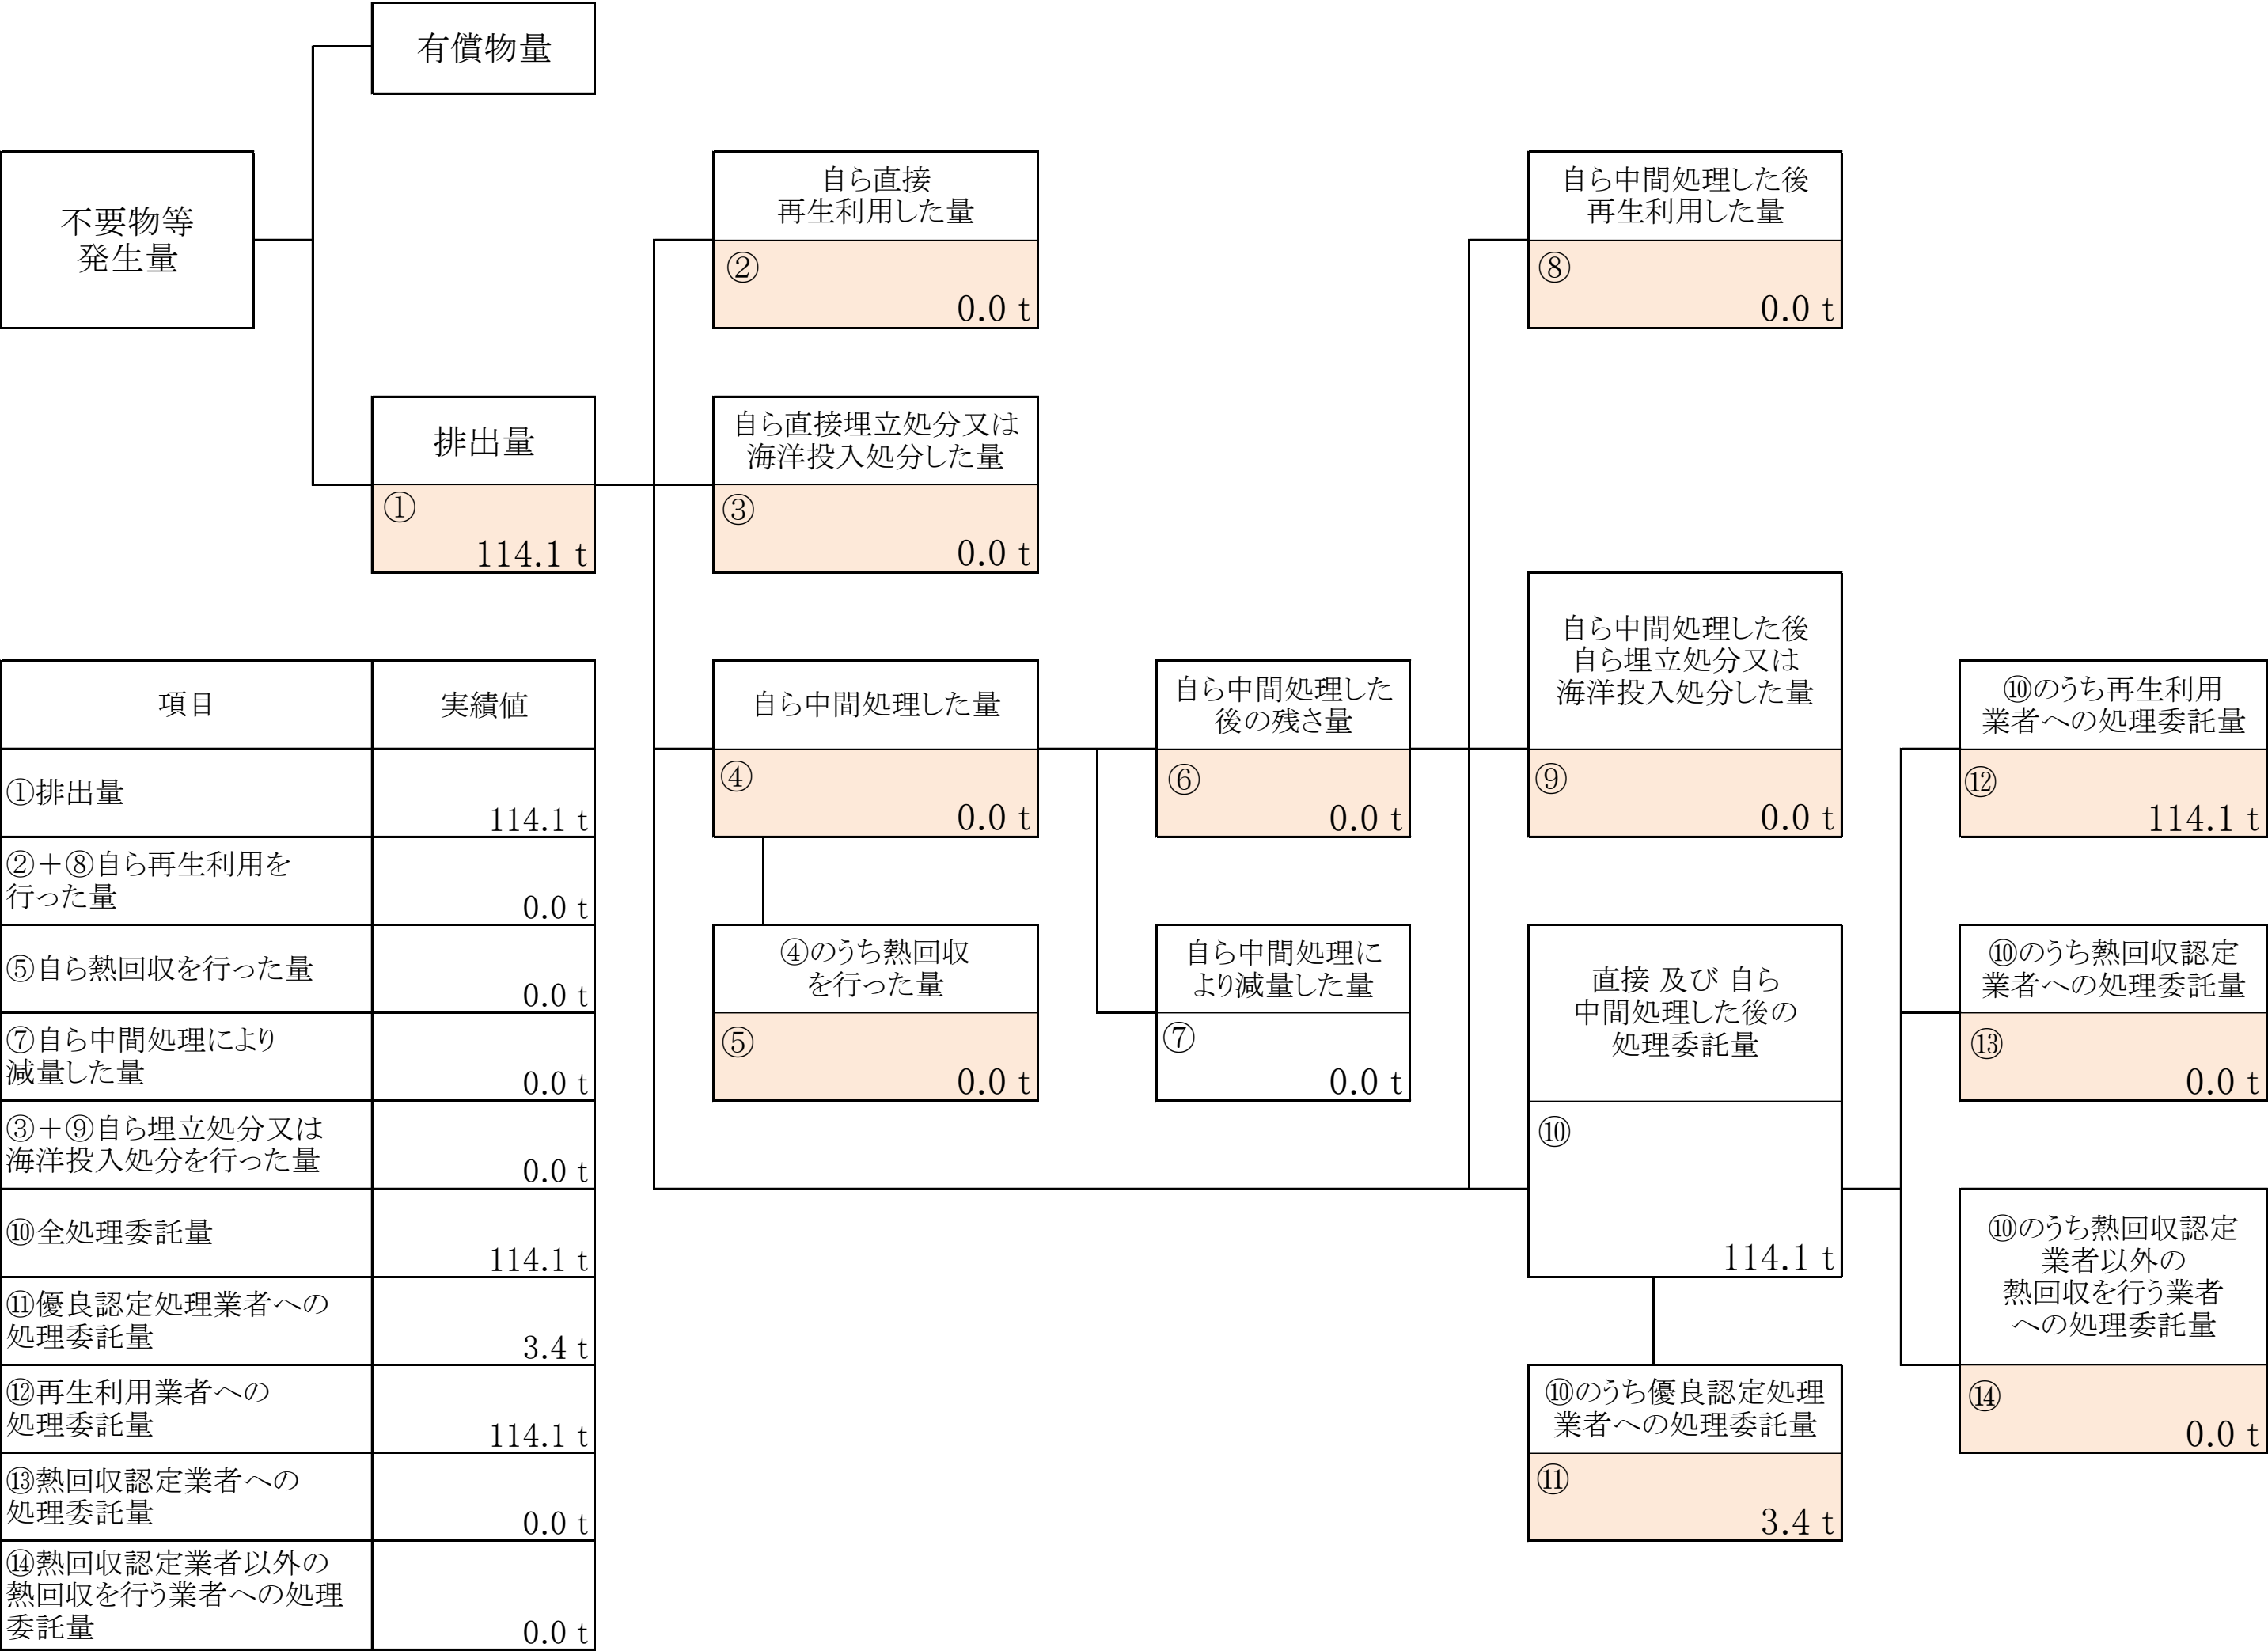 有償物量
不要物等
発生量
自ら直接
再生利用した量
②
0.0 t
自ら中間処理した後
再生利用した量
⑧
0.0 t
排出量
①
114.1 t
自ら直接埋立処分又は
海洋投入処分した量
③
0.0 t
自ら中間処理した後
自ら埋立処分又は
海洋投入処分した量
⑨
0.0 t
自ら中間処理した量
④
0.0 t
自ら中間処理した
後の残さ量
⑥
0.0 t
⑩のうち再生利用
業者への処理委託量
⑫
114.1 t
④のうち熱回収
を行った量
⑤
0.0 t
自ら中間処理に
より減量した量
⑦
0.0 t
直接 及び 自ら
中間処理した後の
処理委託量
⑩
114.1 t
⑩のうち熱回収認定
業者への処理委託量
⑬
0.0 t
⑩のうち熱回収認定
業者以外の
熱回収を行う業者
への処理委託量
⑭
0.0 t
⑩のうち優良認定処理
業者への処理委託量
⑪
3.4 t
項目
実績値
①排出量
114.1 t
②＋⑧自ら再生利用を
行った量
0.0 t
⑤自ら熱回収を行った量
0.0 t
⑦自ら中間処理により
減量した量
0.0 t
③＋⑨自ら埋立処分又は
海洋投入処分を行った量
0.0 t
⑩全処理委託量
114.1 t
⑪優良認定処理業者への
処理委託量
3.4 t
⑫再生利用業者への
処理委託量
114.1 t
⑬熱回収認定業者への
処理委託量
0.0 t
⑭熱回収認定業者以外の
熱回収を行う業者への処理
委託量
0.0 t